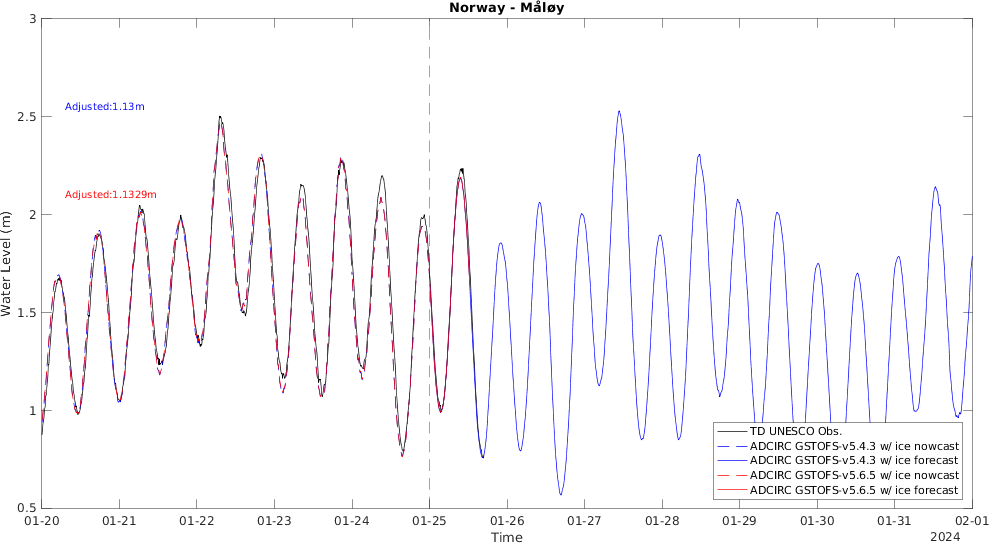 Norway - Måløy
3
2.5
2
1.5
1
0.5
Water Level (m)
Adjusted:1.13m
Adjusted:1.1329m
TD UNESCO Obs.
ADCIRC GSTOFS-v5.4.3 w/ ice nowcast
ADCIRC GSTOFS-v5.4.3 w/ ice forecast
ADCIRC GSTOFS-v5.6.5 w/ ice nowcast
ADCIRC GSTOFS-v5.6.5 w/ ice forecast
01-20 01-21 01-22 01-23 01-24 01-25 01-26 01-27 01-28 01-29 01-30 01-31 02-01
Time
2024